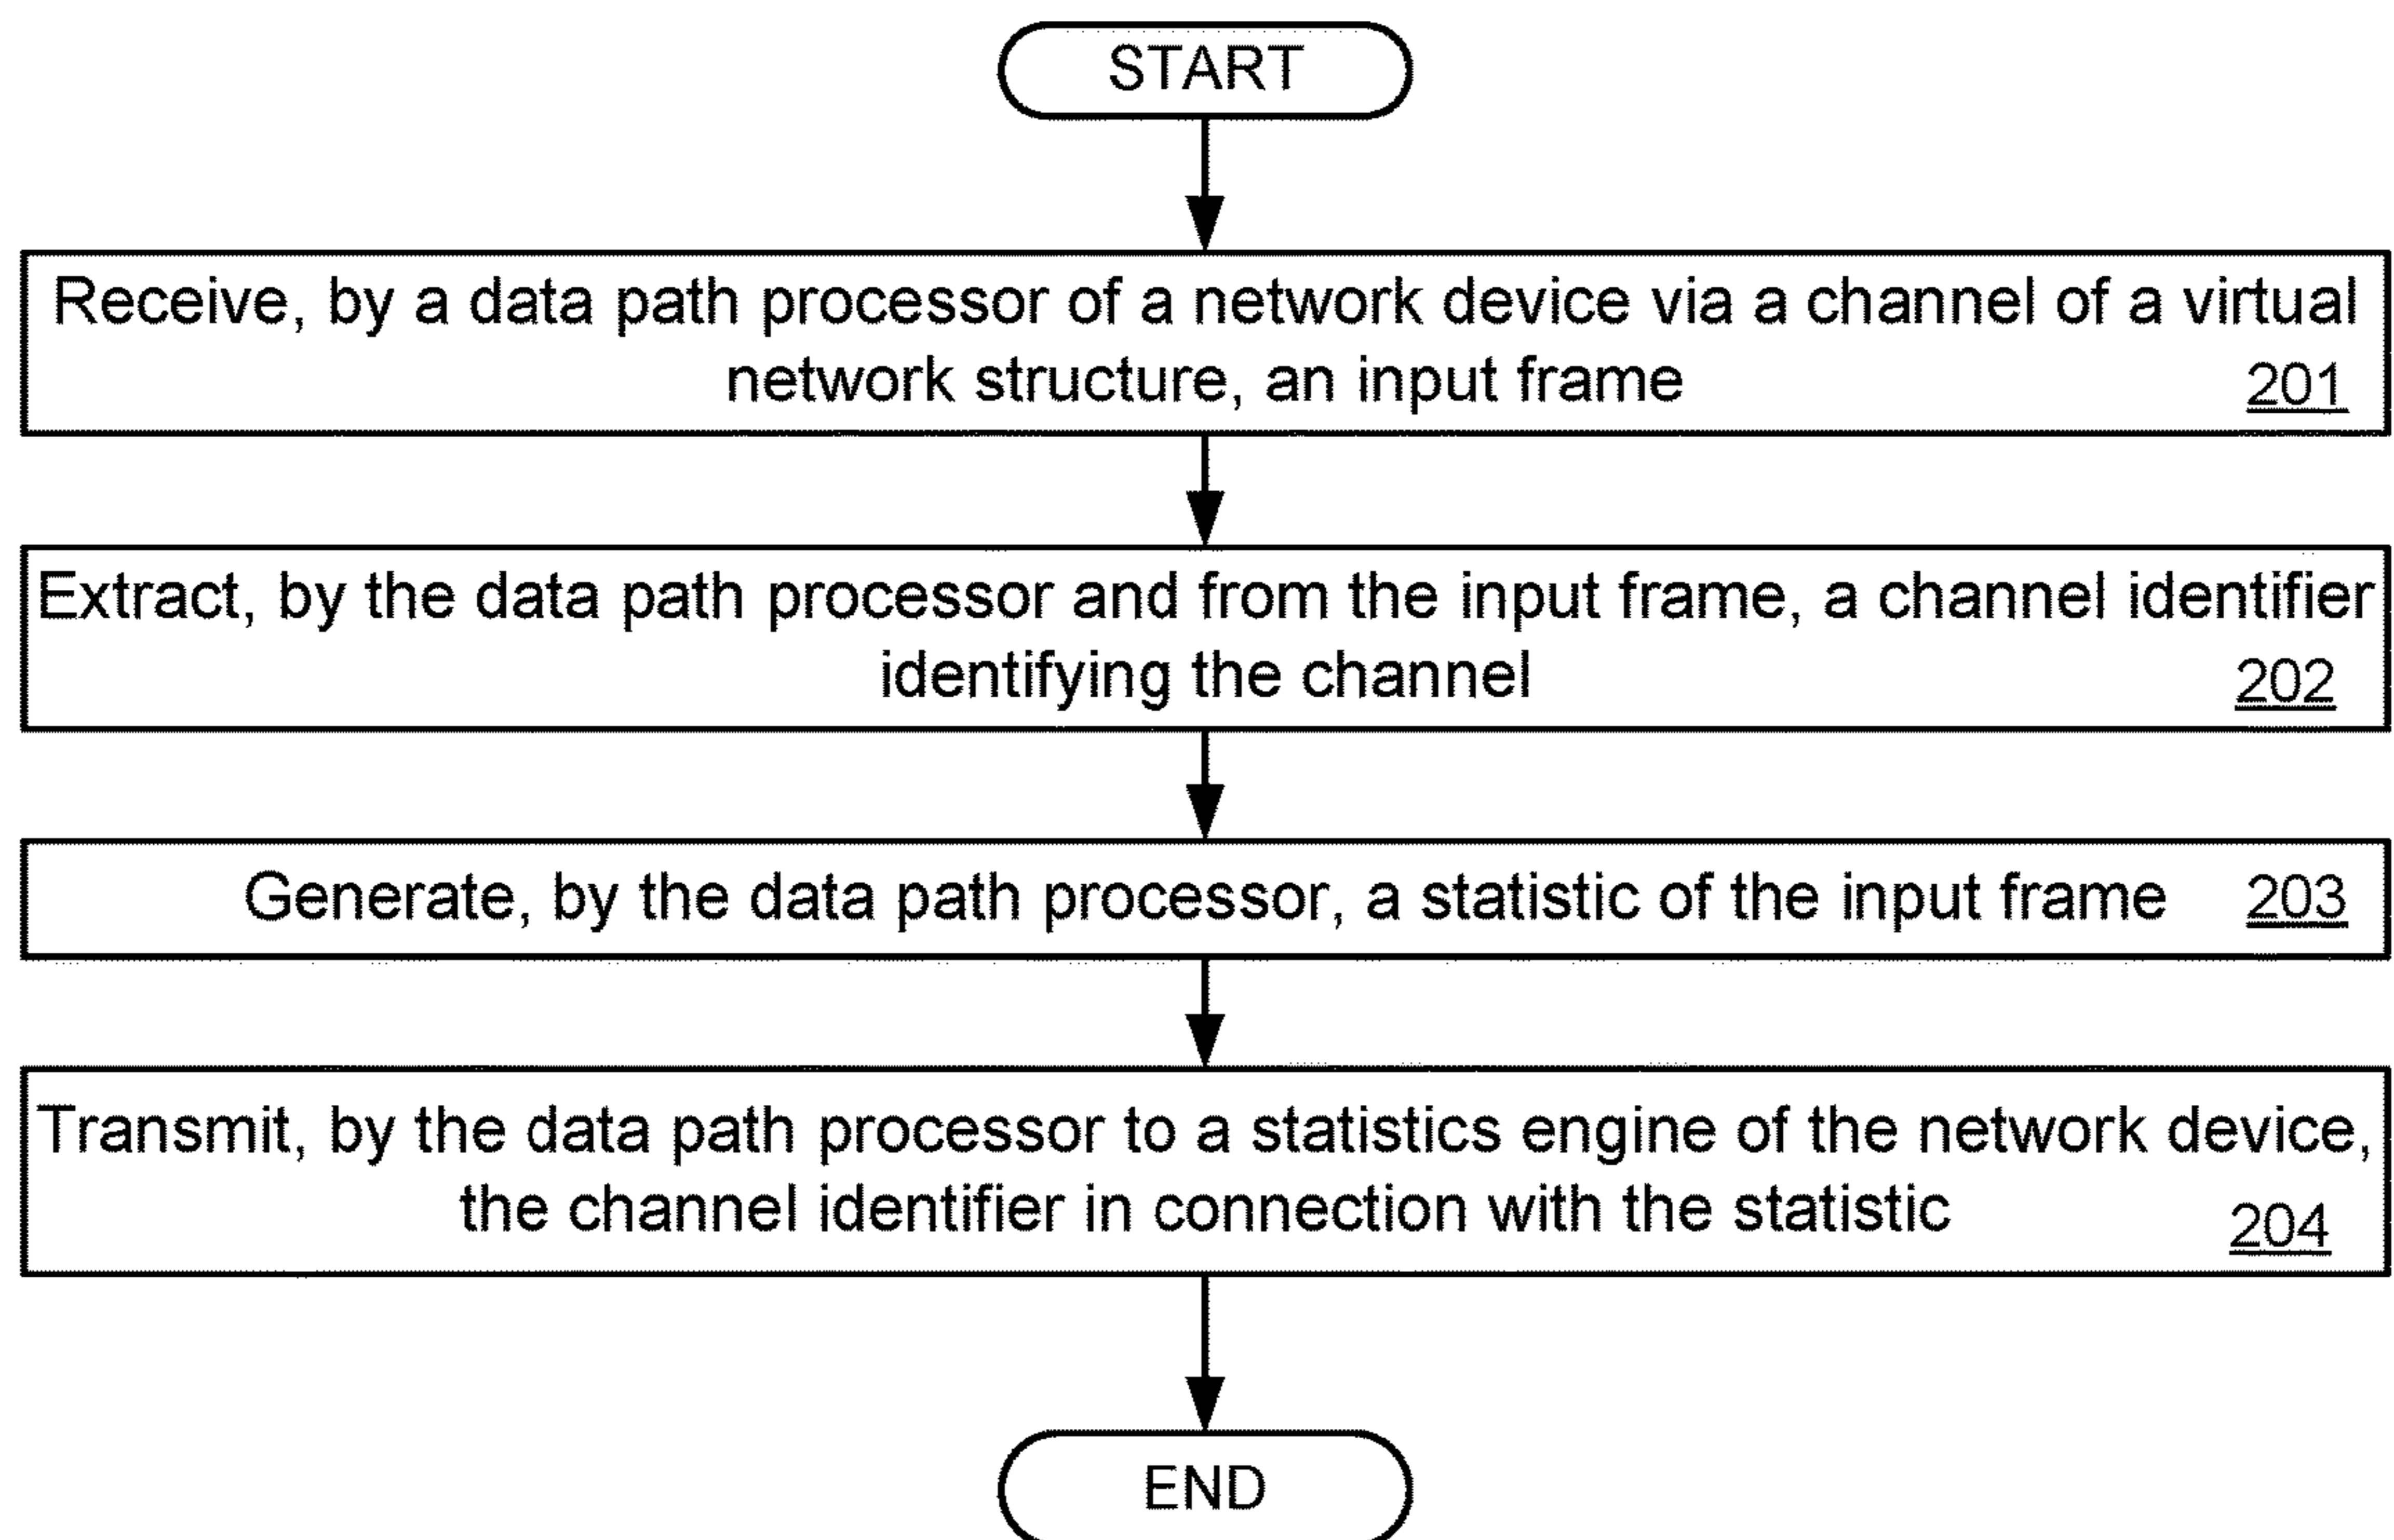 START
Receive, by a data path processor of a network device via a channel of a virtual
network structure, an input frame
201
Extract, by the data path processor and from the input frame, a channel identifier
identifying the channel
202
Generate, by the data path processor, a statistic of the input frame 203
Transmit, by the data path processor to a statistics engine of the network device,
the channel identifier in connection with the statistic
204
END